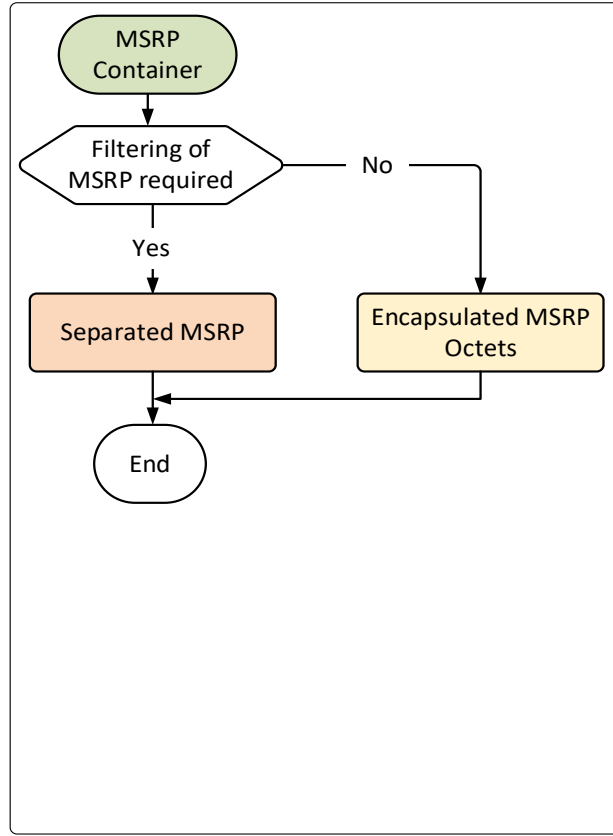 MSRP
Container
Filtering of
MSRP required
No
Yes
Separated MSRP
Encapsulated MSRP
Octets
End